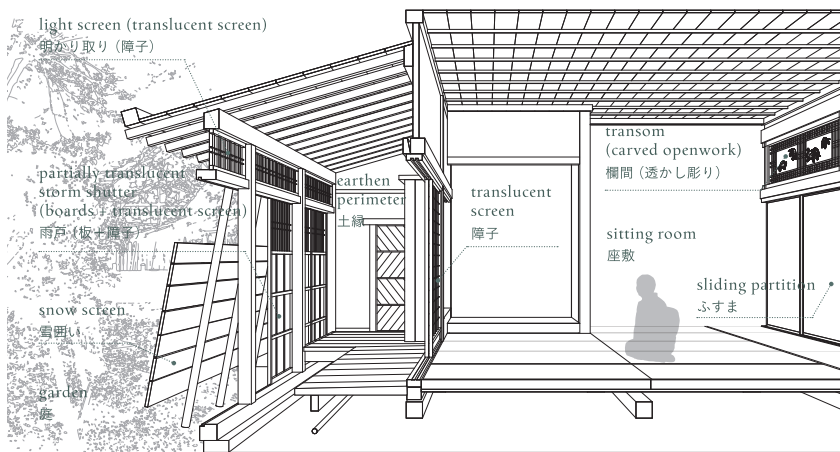 light screen (translucent screen)
明かり取り（障子）
partially translucent
storm shutter
(boards + translucent screen)
雨戸（板＋障子）
snow screen
雪囲い
garden
庭
earthen
perimeter
土縁
translucent
screen
障子
transom
(carved openwork)
欄間（透かし彫り）
sitting room
座敷
sliding partition
ふすま